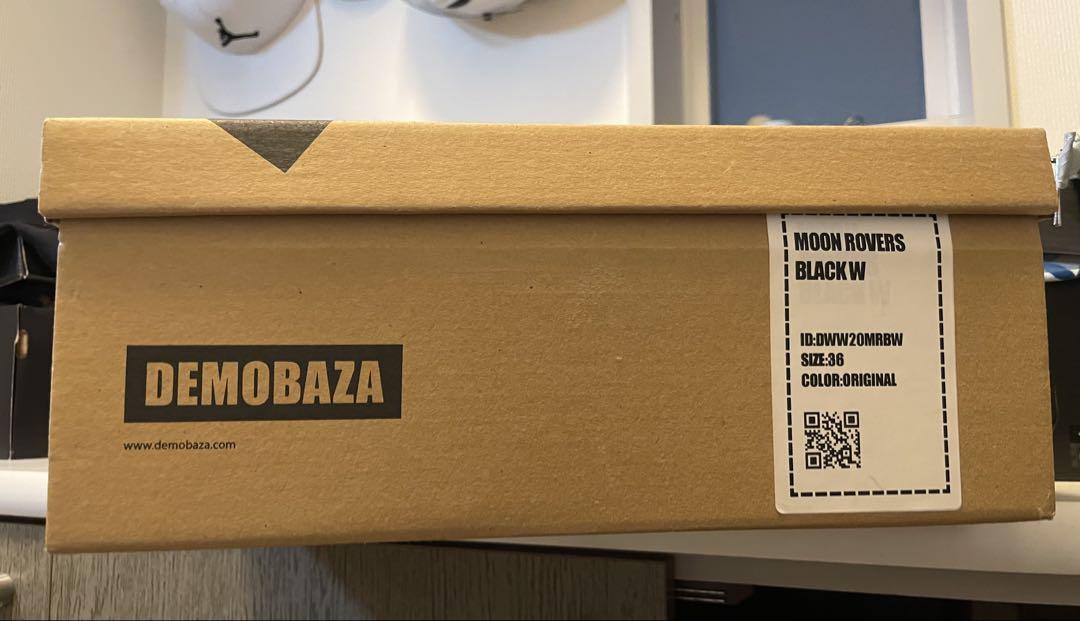 DEMOBAZA
www.demobaza.com
MOON ROVERS
BLACK W
ID:DWW20MRBW
SIZE:36
COLOR:ORIGINAL